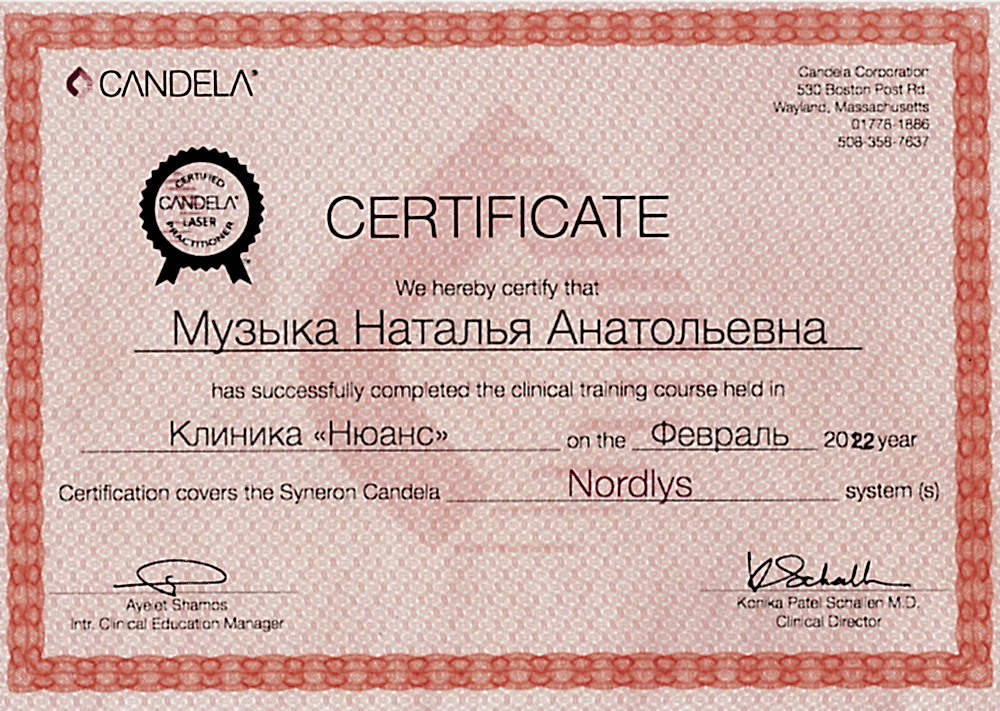 CANDELA
Candela Corporation
530 Boston Post Rd.
Wayland, Massachusetts
01778-1886
508-358-7637
CERTIFIED
CANDELA
LASER
PRACTITIONER
CERTIFICATE
We hereby certify that
Музыка Наталья Анатольевна
has successfully completed the clinical training course held in
Клиника «Нюанс» on the Февраль 2022 year
Certification covers the Syneron Candela Nordlys system (s)
Ayelet Shamos
Intr. Clinical Education Manager
Konika Patel Schallen M.D.
Clinical Director